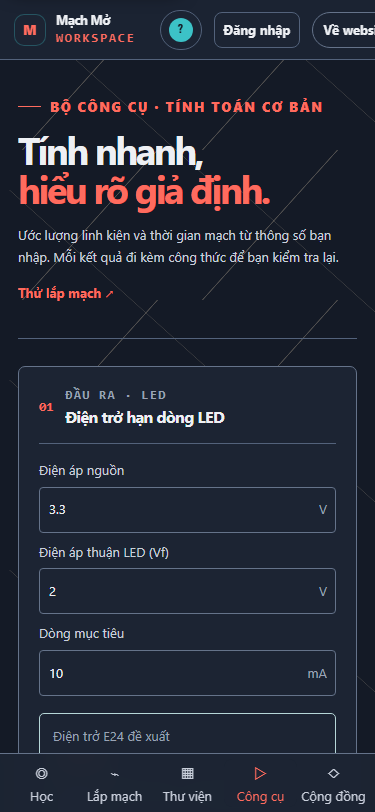 M
Mạch Mở
WORKSPACE
?
Đăng nhập
Về websi
BỘ CÔNG CỤ · TÍNH TOÁN CƠ BẢN
Tính nhanh,
hiểu rõ giả định.
Ước lượng linh kiện và thời gian mạch từ thông số bạn
nhập. Mỗi kết quả đi kèm công thức để bạn kiểm tra lại.
Thử lắp mạch ↗
01
ĐẦU RA · LED
Điện trở hạn dòng LED
Điện áp nguồn
3.3 V
Điện áp thuận LED (Vf)
2 V
Dòng mục tiêu
10 mA
Điện trở E24 đề xuất
Học
Lắp mạch
Thư viện
Công cụ
Cộng đồng